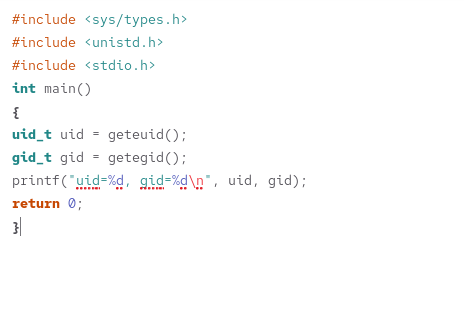 #include <sys/types.h>
#include <unistd.h>
#include <stdio.h>
int main()
{
uid_t uid = geteuid();
gid_t gid = getegid();
printf("uid=%d, gid=%d\n", uid, gid);
return 0;
}